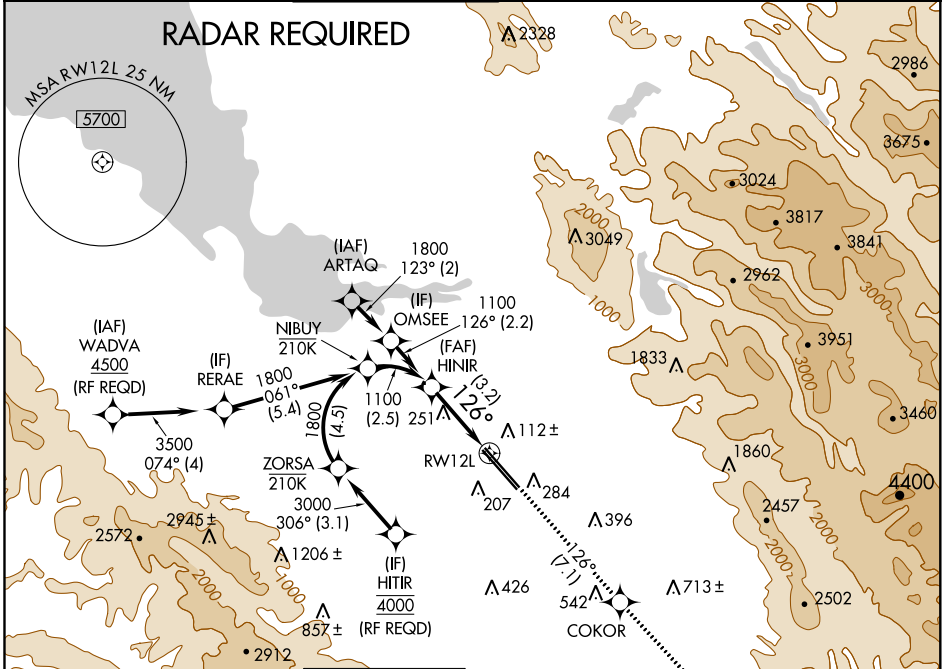 RADAR REQUIRED
MSA RW12L 25 NM
5700
2328
2986
3675
3024
3817
3841
2000
3049
1000
2962
3000
3951
3000
1833
3460
1860
4400
2457
2000
2000
2502
(IAF)
ARTAQ
1800
123° (2)
(IF)
OMSEE
1100
126° (2.2)
(FAF)
HINIR
NIBUY
210K
(IAF)
WADVA
4500
(RF REQD)
(IF)
RERAE
1800
061°
(5.4)
3500
074° (4)
1100
(2.5)
1800
(4.5)
251
(3.2)
126°
112±
RW12L
207
284
396
ZORSA
210K
3000
306° (3.1)
(IF)
HITIR
4000
(RF REQD)
2945±
2572
1206±
1000
2000
857±
2912
426
126°
(7.1)
542
713±
COKOR